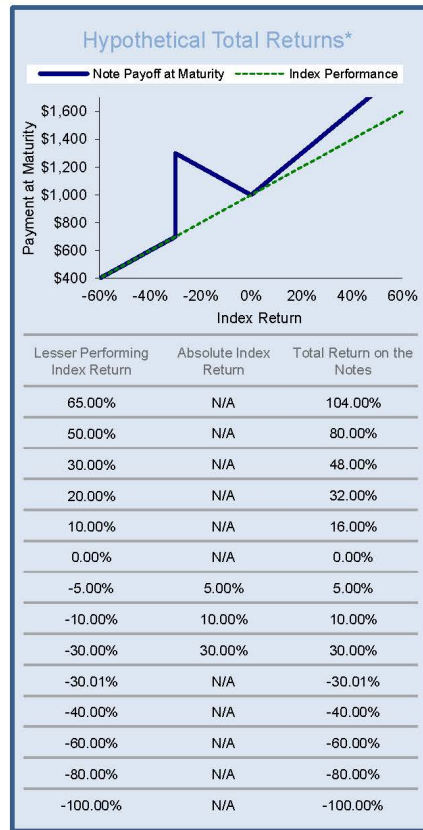 Hypothetical Total Returns*
Note Payoff at Maturity Index Performance
Payment at Maturity
$1,600
$1,400
$1,200
$1,000
$800
$600
$400
-60% -40% -20% 0% 20% 40% 60%
Index Return
Lesser Performing Absolute Index Total Return on the
Index Return Return Notes
65.00% N/A 104.00%
50.00% N/A 80.00%
30.00% N/A 48.00%
20.00% N/A 32.00%
10.00% N/A 16.00%
0.00% N/A 0.00%
-5.00% 5.00% 5.00%
-10.00% 10.00% 10.00%
-30.00% 30.00% 30.00%
-30.01% N/A -30.01%
-40.00% N/A -40.00%
-60.00% N/A -60.00%
-80.00% N/A -80.00%
-100.00% N/A -100.00%